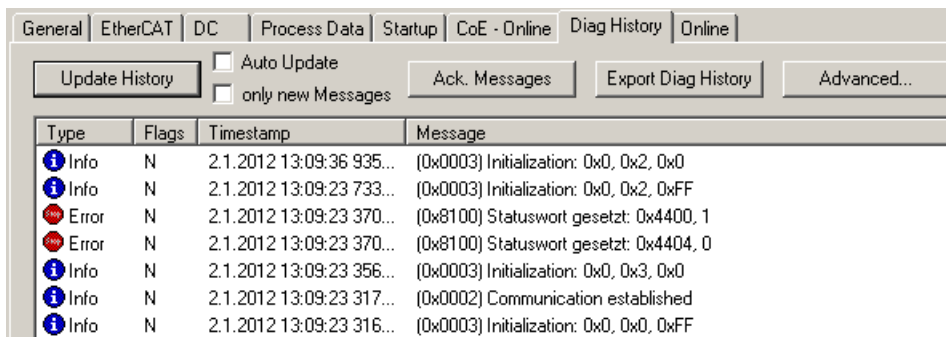 General EtherCAT DC Process Data Startup CoE - Online Diag History Online
Update History Auto Update Ack. Messages Export Diag History Advanced...
only new Messages
Type Flags Timestamp Message
Info N 2.1.2012 13:09:36 935... (0x0003) Initialization: 0x0, 0x2, 0x0
Info N 2.1.2012 13:09:23 733... (0x0003) Initialization: 0x0, 0x2, 0xFF
Error N 2.1.2012 13:09:23 370... (0x8100) Statuswort gesetzt: 0x4400, 1
Error N 2.1.2012 13:09:23 370... (0x8100) Statuswort gesetzt: 0x4404, 0
Info N 2.1.2012 13:09:23 356... (0x0003) Initialization: 0x0, 0x3, 0x0
Info N 2.1.2012 13:09:23 317... (0x0002) Communication established
Info N 2.1.2012 13:09:23 316... (0x0003) Initialization: 0x0, 0x0, 0xFF